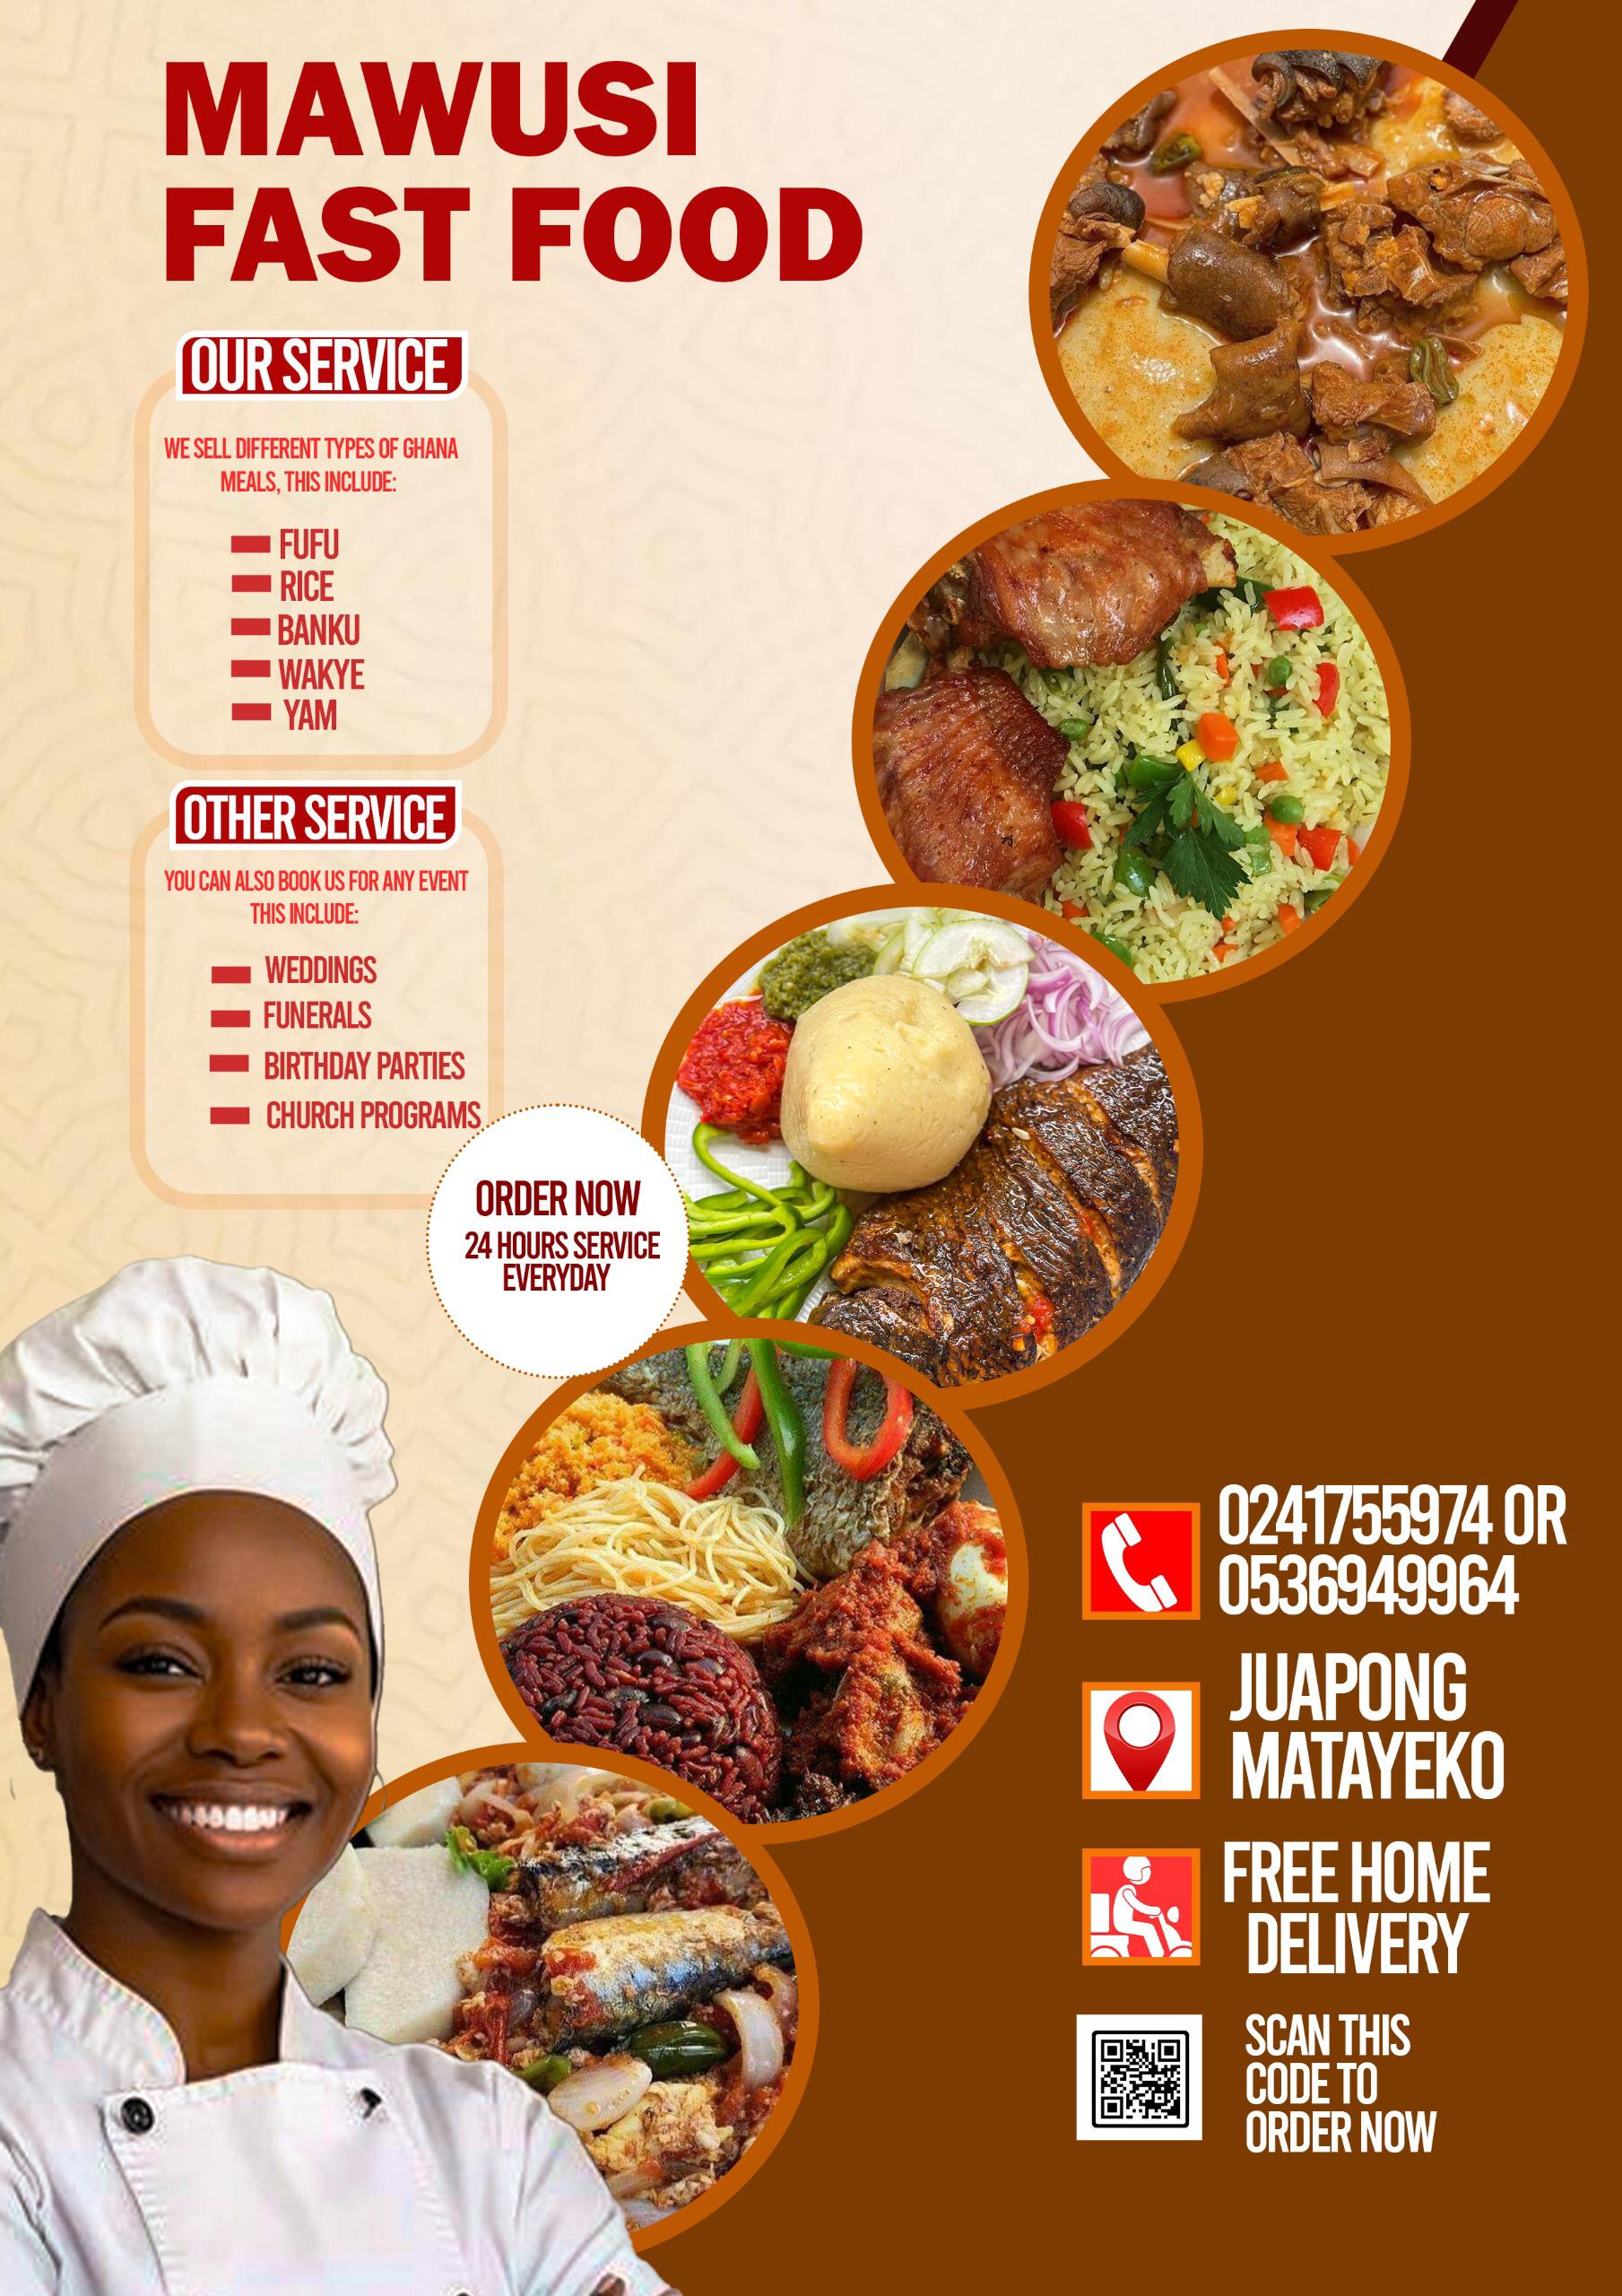 MAWUSI
FAST FOOD
OUR SERVICE
WE SELL DIFFERENT TYPES OF GHANA
MEALS, THIS INCLUDE:
FUFU
RICE
BANKU
WAKYE
YAM
OTHER SERVICE
YOU CAN ALSO BOOK US FOR ANY EVENT
THIS INCLUDE:
WEDDINGS
FUNERALS
BIRTHDAY PARTIES
CHURCH PROGRAMS
ORDER NOW
24 HOURS SERVICE
EVERYDAY
0241755974 OR
0536949964
JUAPONG
MATAYEKO
FREE HOME
DELIVERY
SCAN THIS
CODE TO
ORDER NOW